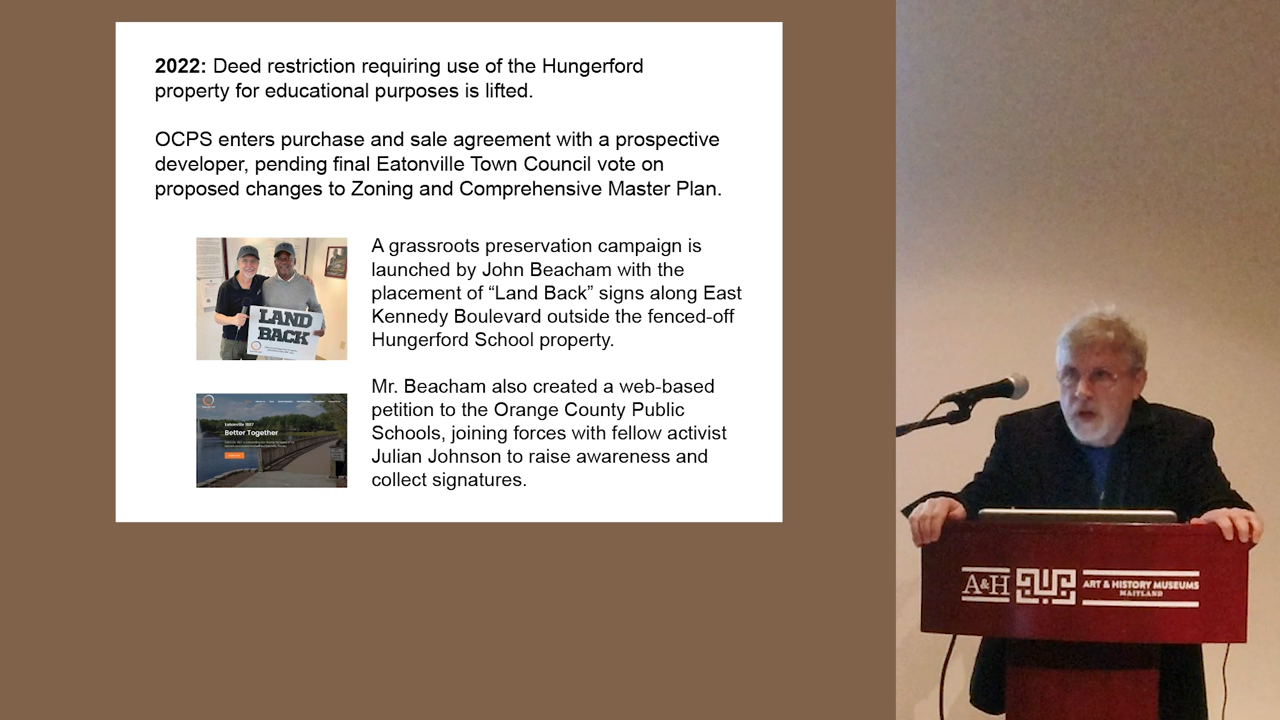 2022: Deed restriction requiring use of the Hungerford
property for educational purposes is lifted.
OCPS enters purchase and sale agreement with a prospective
developer, pending final Eatonville Town Council vote on
proposed changes to Zoning and Comprehensive Master Plan.
A grassroots preservation campaign is
launched by John Beacham with the
placement of “Land Back” signs along East
Kennedy Boulevard outside the fenced-off
Hungerford School property.
LAND
BACK
Mr. Beacham also created a web-based
petition to the Orange County Public
Schools, joining forces with fellow activist
Julian Johnson to raise awareness and
collect signatures.
Eatonville 1887
Better Together
A&H
ART & HISTORY MUSEUMS
MAITLAND